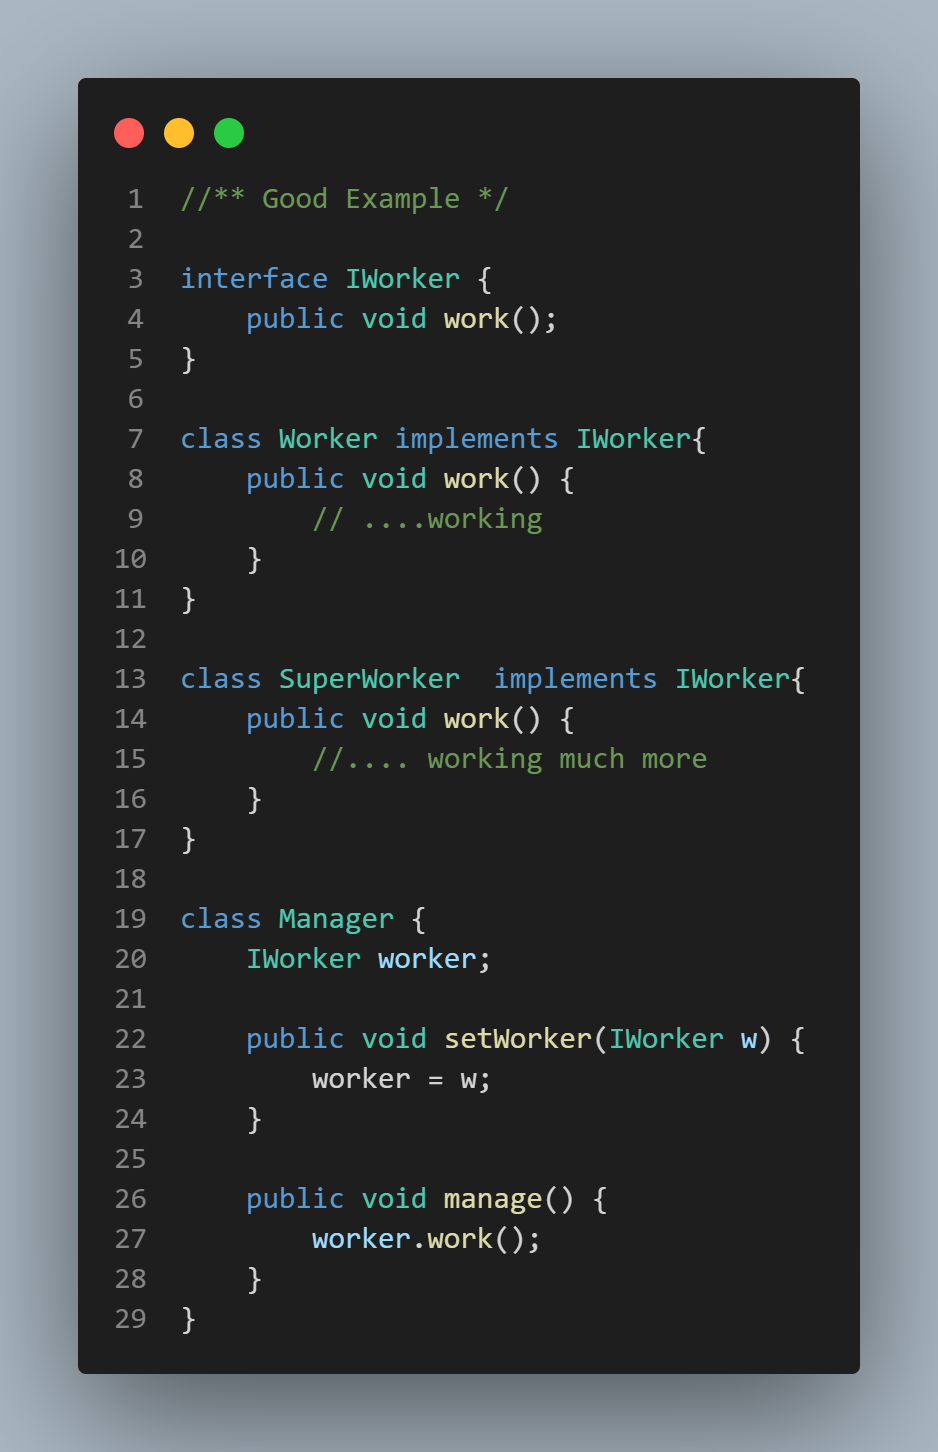 1 //** Good Example */
2
3 interface IWorker {
4     public void work();
5 }
6
7 class Worker implements IWorker{
8     public void work() {
9         // ....working
10     }
11 }
12
13 class SuperWorker  implements IWorker{
14     public void work() {
15         //.... working much more
16     }
17 }
18
19 class Manager {
20     IWorker worker;
21
22     public void setWorker(IWorker w) {
23         worker = w;
24     }
25
26     public void manage() {
27         worker.work();
28     }
29 }